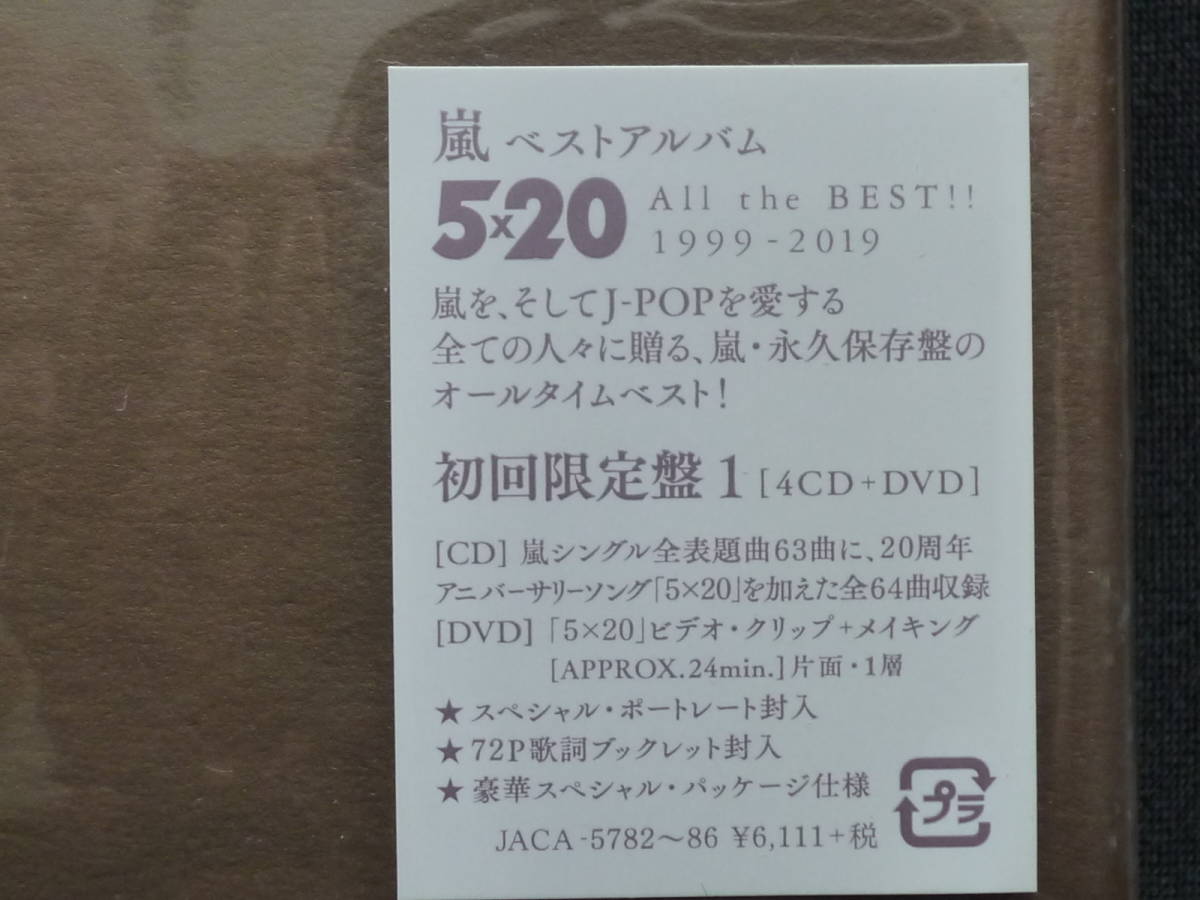 嵐 ベストアルバム
5×20 All the BEST!!
1999-2019
嵐を、そしてJ-POPを愛する
全ての人々に贈る、嵐・永久保存盤の
オールタイムベスト!
初回限定盤1 [4CD+DVD]
[CD] 嵐シングル全表題曲63曲に、20周年
アニバーサリーソング「5×20」を加えた全64曲収録
[DVD]「5×20」ビデオ・クリップ+メイキング
[APPROX.24min.]片面・1層
★ スペシャル・ポートレート封入
★ 72P歌詞ブックレット封入
★ 豪華スペシャル・パッケージ仕様
プラ
JACA-5782〜86 ¥6,111+税